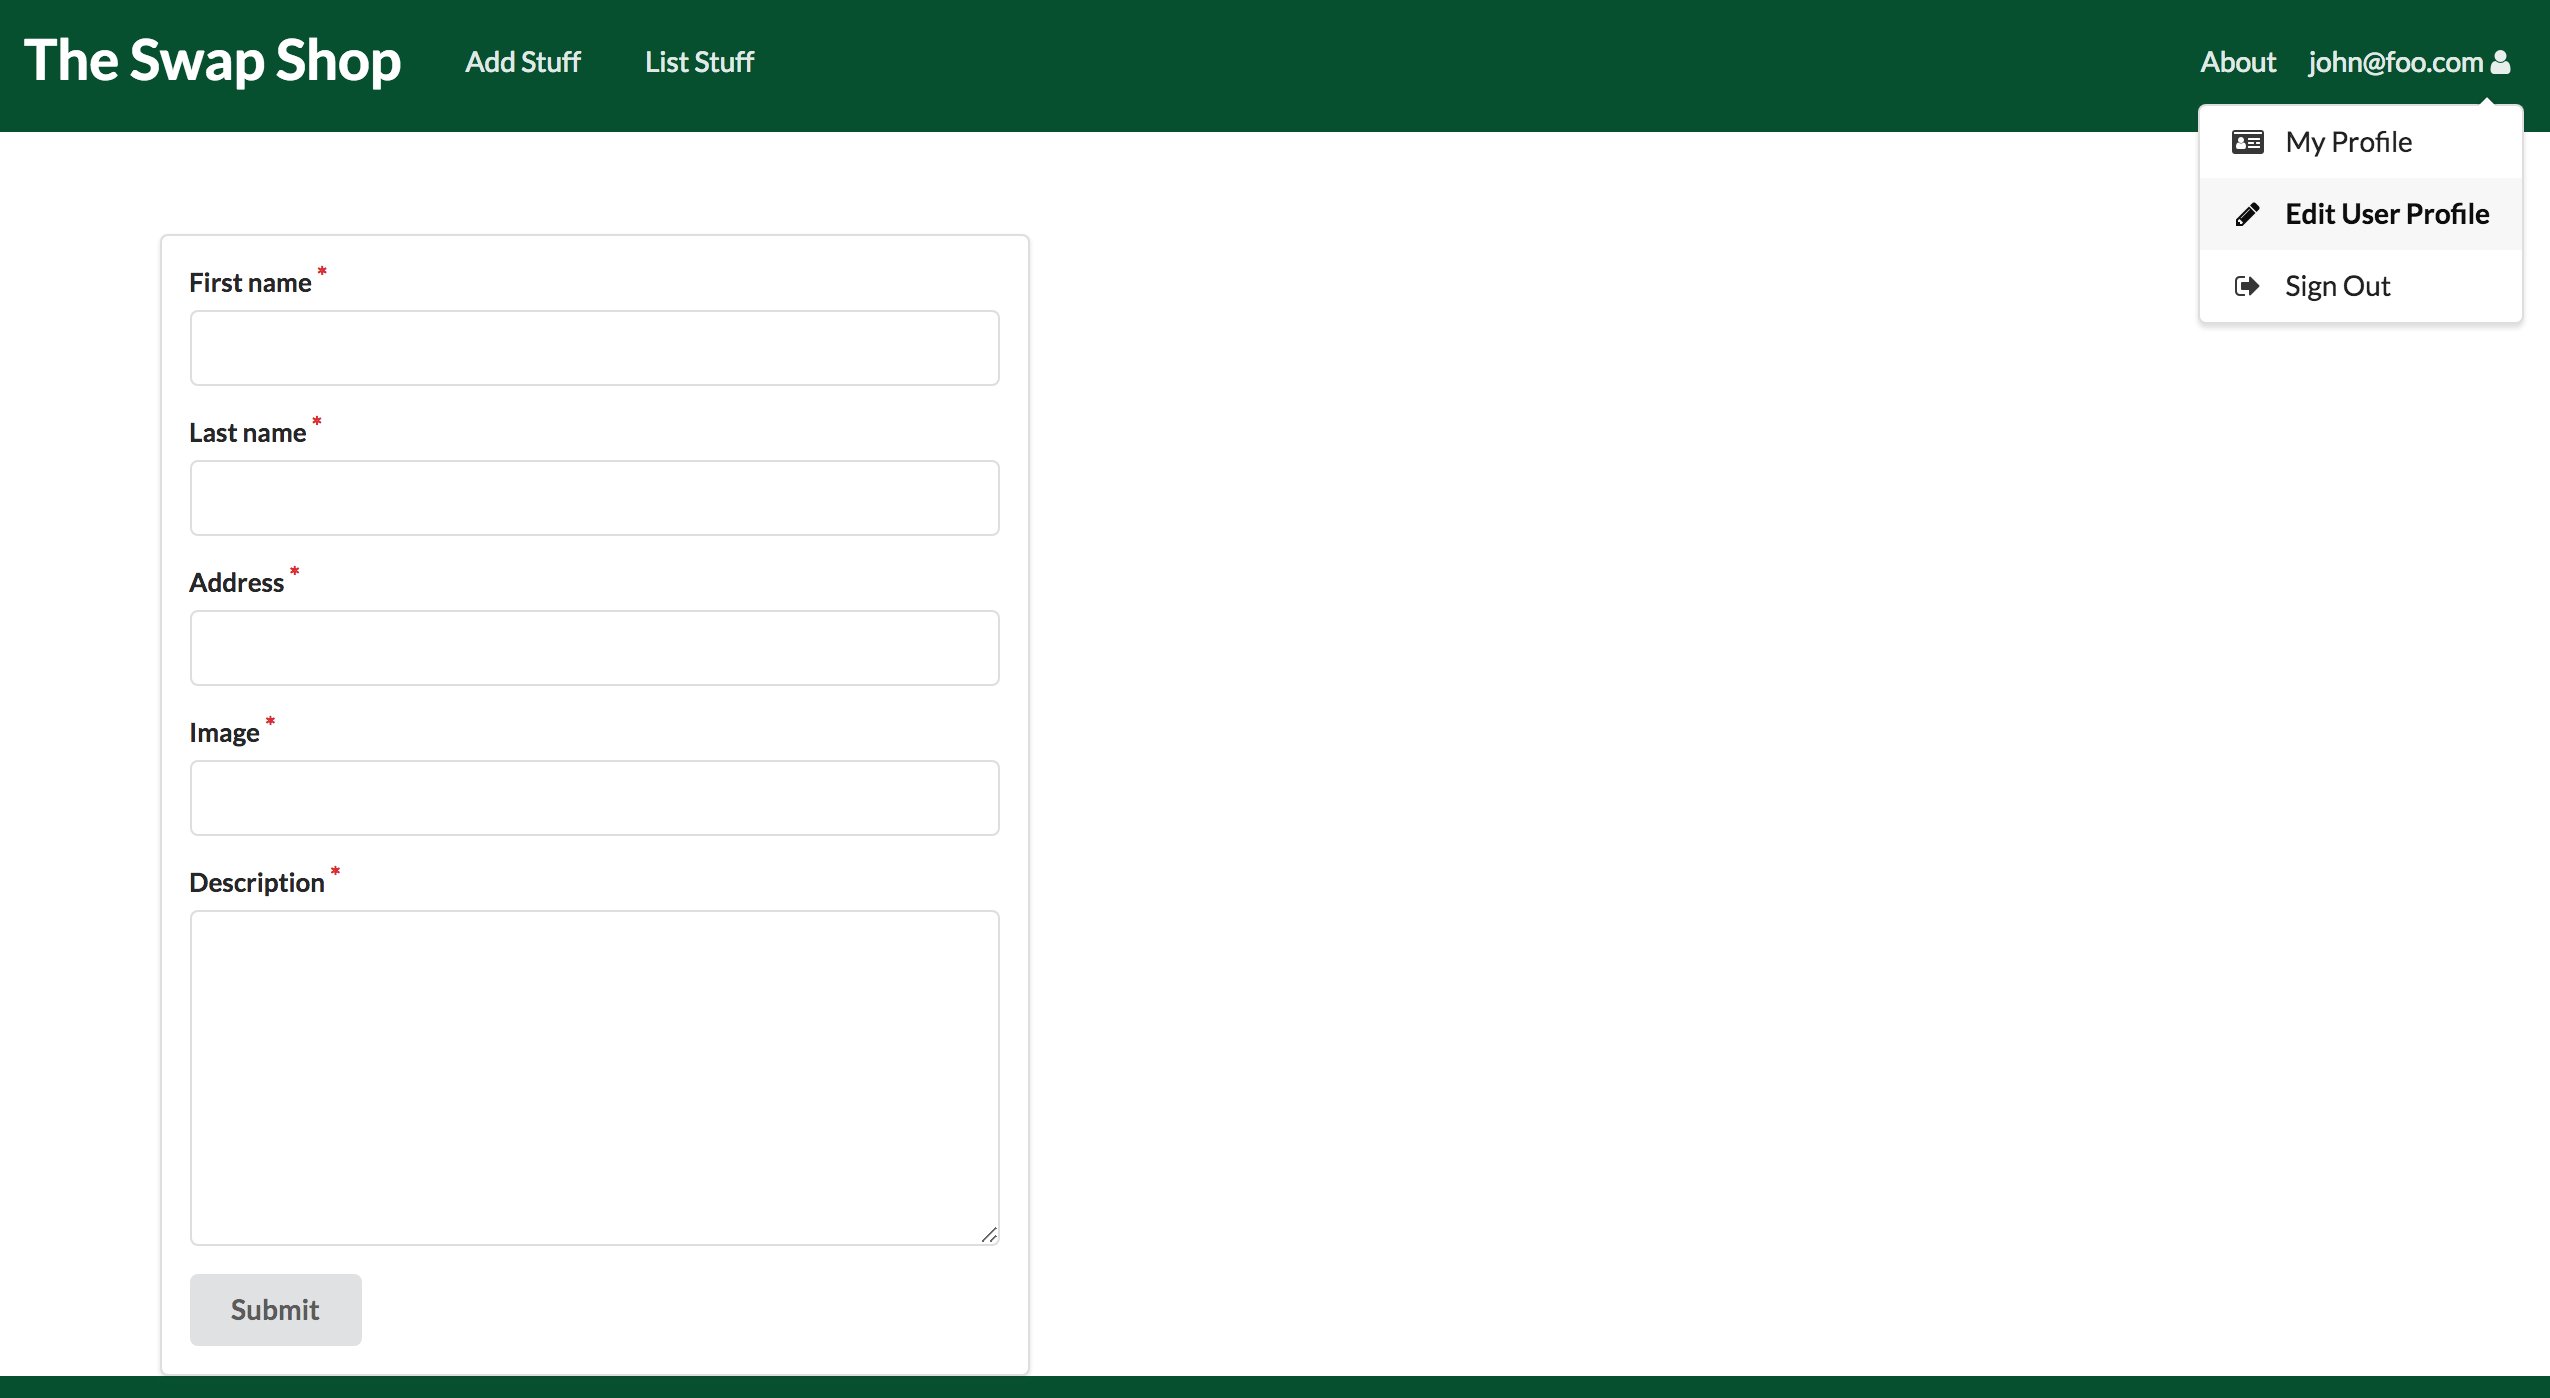 The Swap Shop Add Stuff List Stuff About john@foo.com
My Profile
Edit User Profile
Sign Out
First name *
Last name *
Address *
Image *
Description *
Submit